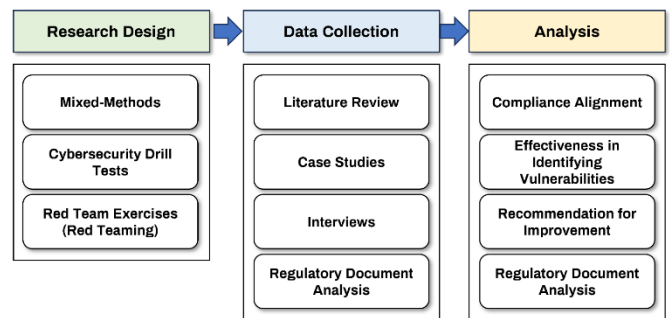 Research Design
Data Collection
Analysis
Mixed-Methods
Cybersecurity Drill
Tests
Red Team Exercises
(Red Teaming)
Literature Review
Case Studies
Interviews
Regulatory Document
Analysis
Compliance Alignment
Effectiveness in
Identifying
Vulnerabilities
Recommendation for
Improvement
Regulatory Document
Analysis